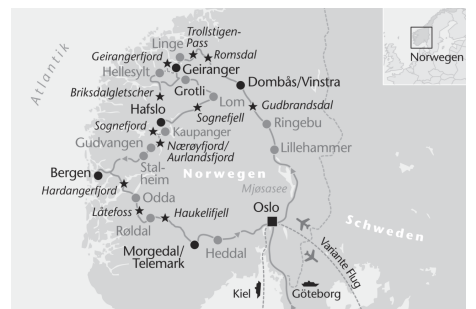 Trollstigen-
Pass
Linge
Geirangerfjord
Romsdal
Geiranger
Hellesylt
Norwegen
Atlantik
Grotli
Dombås/Vinstra
Briksdalgletscher
Lom
Hafslo
Sognefjell
Gudbrandsdal
Sognefjord
Kaupanger
Ringebu
Gudvangen
Nærøyfjord/
Aurlandsfjord
Lillehammer
Stal-
heim
Bergen
Norwegen
Hardangerfjord
Mjøsasee
Odda
Oslo
Låtefoss
Haukelifjell
Schweden
Røldal
Morgedal/
Telemark
Heddal
Variante Flug
Kiel
Göteborg